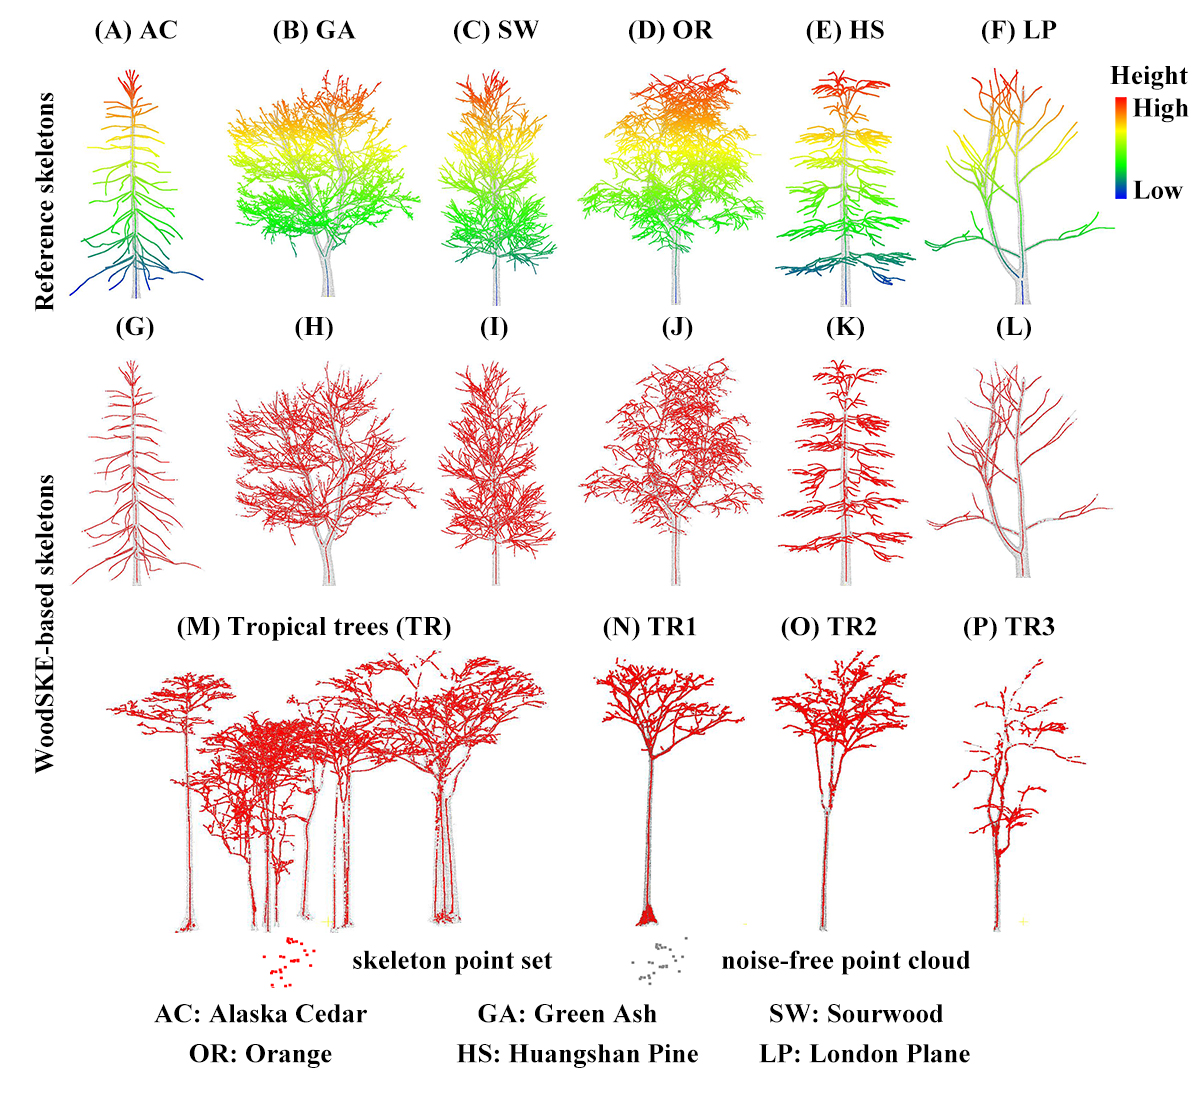 (A) AC
(B) GA
(C) SW
(D) OR
(E) HS
(F) LP
Height
High
Low
Reference skeletons
(G)
(H)
(I)
(J)
(K)
(L)
WoodSKE-based skeletons
(M) Tropical trees (TR)
(N) TR1
(O) TR2
(P) TR3
skeleton point set
noise-free point cloud
AC: Alaska Cedar
GA: Green Ash
SW: Sourwood
OR: Orange
HS: Huangshan Pine
LP: London Plane